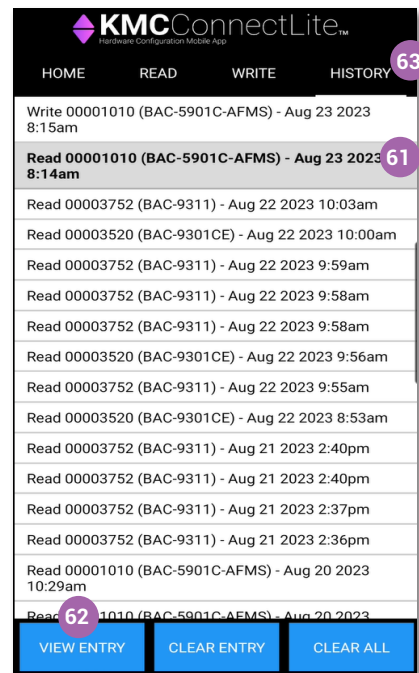 KMCConnectLite™
Hardware Configuration Mobile App
HOME READ WRITE HISTORY 63
Write 00001010 (BAC-5901C-AFMS) - Aug 23 2023
8:15am
Read 00001010 (BAC-5901C-AFMS) - Aug 23 2023 61
8:14am
Read 00003752 (BAC-9311) - Aug 22 2023 10:03am
Read 00003520 (BAC-9301CE) - Aug 22 2023 10:00am
Read 00003752 (BAC-9311) - Aug 22 2023 9:59am
Read 00003752 (BAC-9311) - Aug 22 2023 9:58am
Read 00003752 (BAC-9311) - Aug 22 2023 9:58am
Read 00003520 (BAC-9301CE) - Aug 22 2023 9:56am
Read 00003752 (BAC-9311) - Aug 22 2023 9:55am
Read 00003520 (BAC-9301CE) - Aug 22 2023 8:53am
Read 00003752 (BAC-9311) - Aug 21 2023 2:40pm
Read 00003752 (BAC-9311) - Aug 21 2023 2:40pm
Read 00003752 (BAC-9311) - Aug 21 2023 2:37pm
Read 00003752 (BAC-9311) - Aug 21 2023 2:36pm
Read 00001010 (BAC-5901C-AFMS) - Aug 20 2023
10:29am
Read 62 1010 (BAC-5901C-AFMS) - Aug 20 2023
VIEW ENTRY CLEAR ENTRY CLEAR ALL